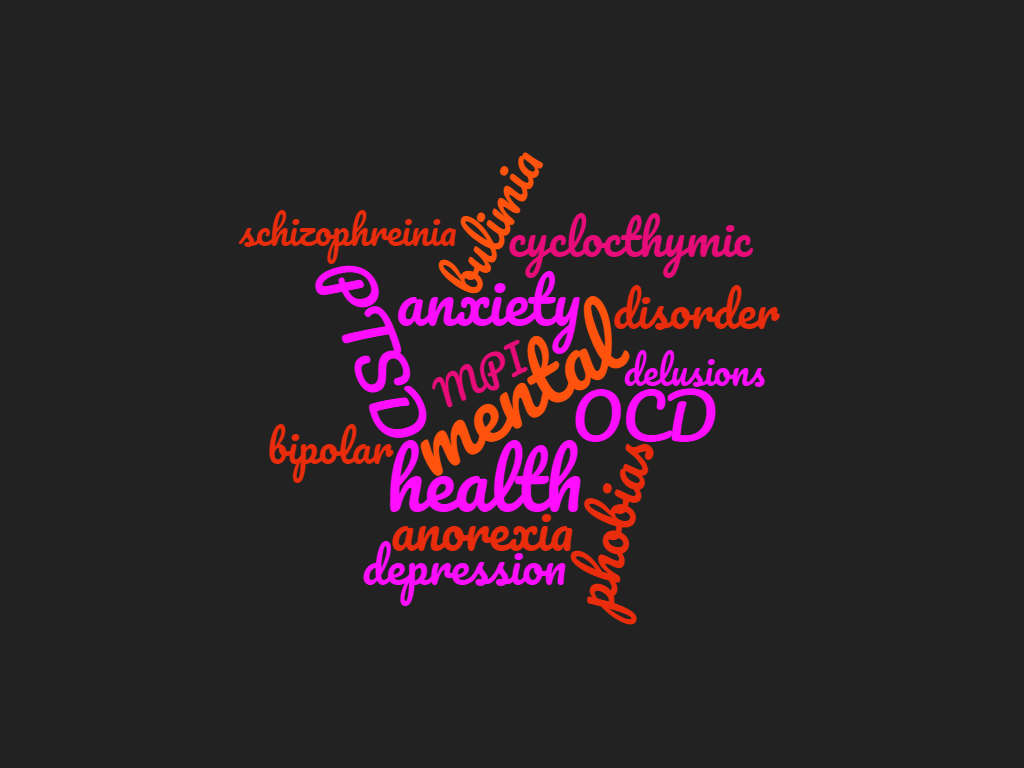 bulimia
schizophreinia
cyclocthymic
PTSD
anxiety
disorder
MPI
mental
delusions
OCD
bipolar
health
phobias
anorexia
depression